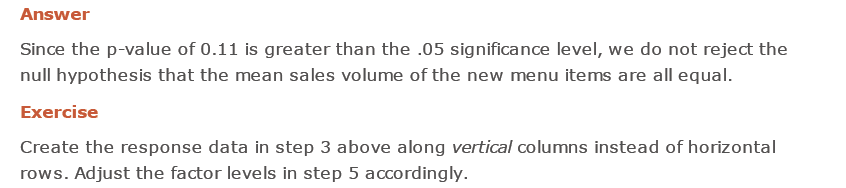 Answer
Since the p-value of 0.11 is greater than the .05 significance level, we do not reject the
null hypothesis that the mean sales volume of the new menu items are all equal.
Exercise
Create the response data in step 3 above along vertical columns instead of horizontal
rows. Adjust the factor levels in step 5 accordingly.